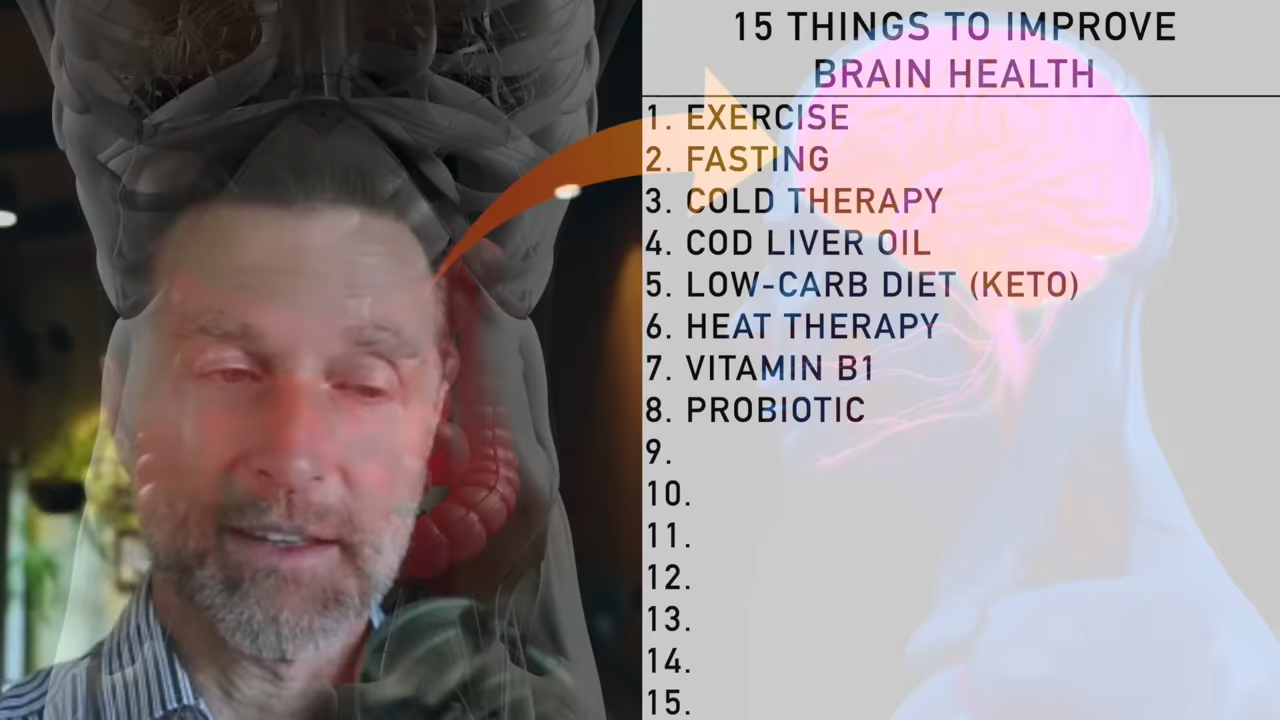 15 THINGS TO IMPROVE
BRAIN HEALTH
1. EXERCISE
2. FASTING
3. COLD THERAPY
4. COD LIVER OIL
5. LOW-CARB DIET (KETO)
6. HEAT THERAPY
7. VITAMIN B1
8. PROBIOTIC
9.
10.
11.
12.
13.
14.
15.